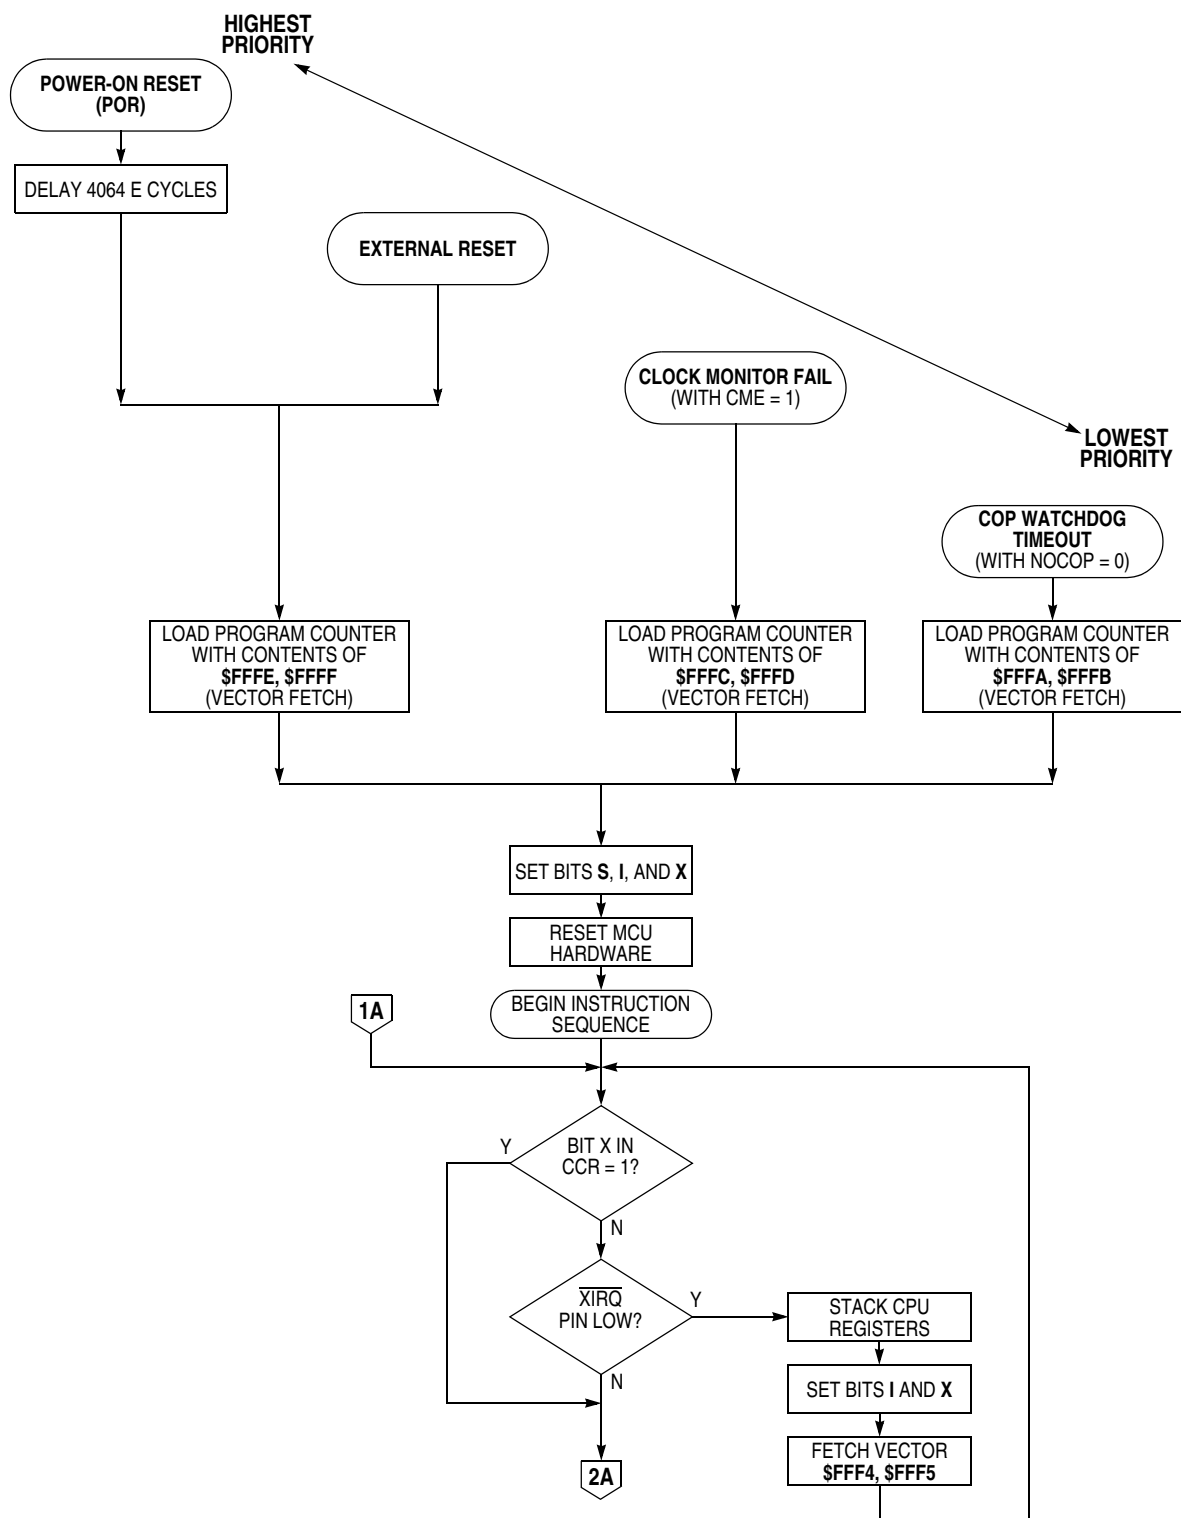 HIGHEST
PRIORITY
POWER-ON RESET
(POR)
DELAY 4064 E CYCLES
EXTERNAL RESET
CLOCK MONITOR FAIL
(WITH CME = 1)
LOWEST
PRIORITY
COP WATCHDOG
TIMEOUT
(WITH NOCOP = 0)
LOAD PROGRAM COUNTER
WITH CONTENTS OF
$FFFE, $FFFF
(VECTOR FETCH)
LOAD PROGRAM COUNTER
WITH CONTENTS OF
$FFFC, $FFFD
(VECTOR FETCH)
LOAD PROGRAM COUNTER
WITH CONTENTS OF
$FFFA, $FFFB
(VECTOR FETCH)
SET BITS S, I, AND X
RESET MCU
HARDWARE
1A
BEGIN INSTRUCTION
SEQUENCE
Y
BIT X IN
CCR = 1?
N
XIRQ
PIN LOW?
Y
STACK CPU
REGISTERS
N
SET BITS I AND X
2A
FETCH VECTOR
$FFF4, $FFF5